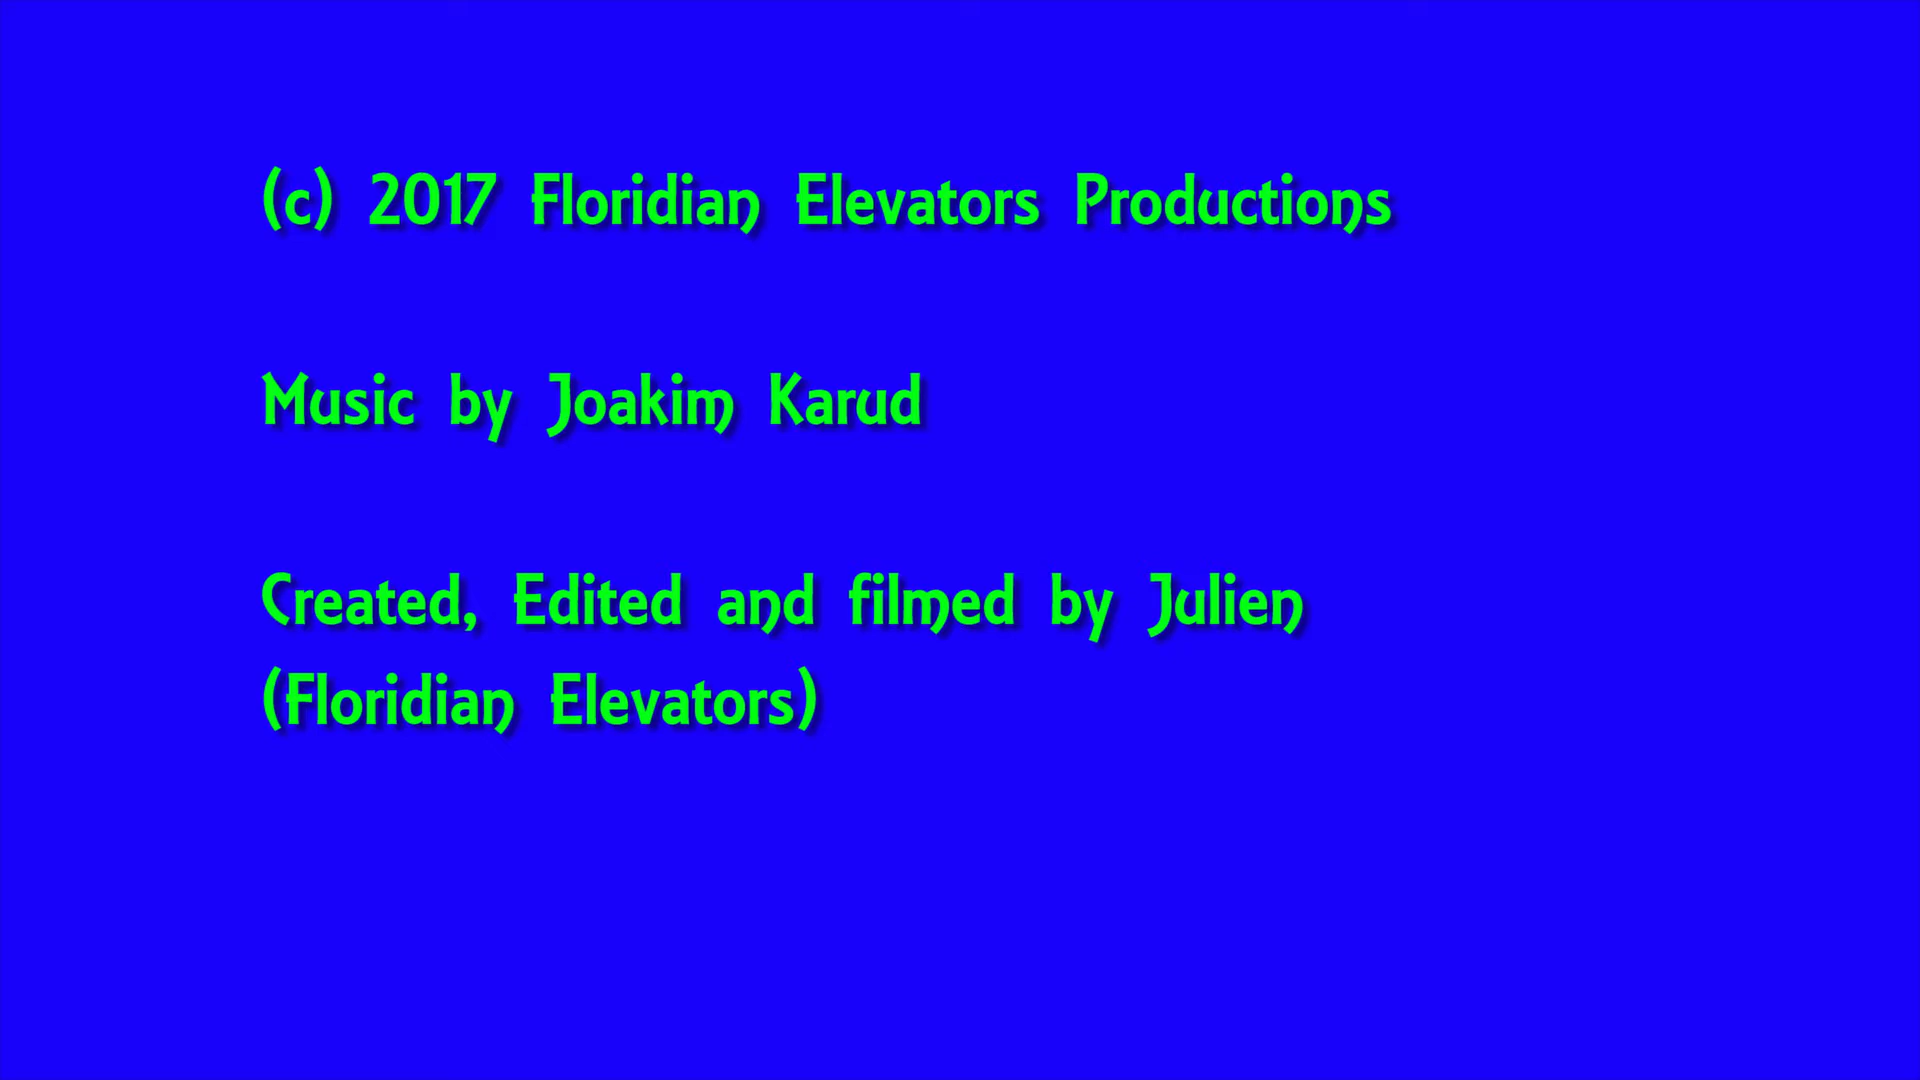 (c) 2017 Floridian Elevators Productions
Music by Joakim Karud
Created, Edited and filmed by Julien
(Floridian Elevators)